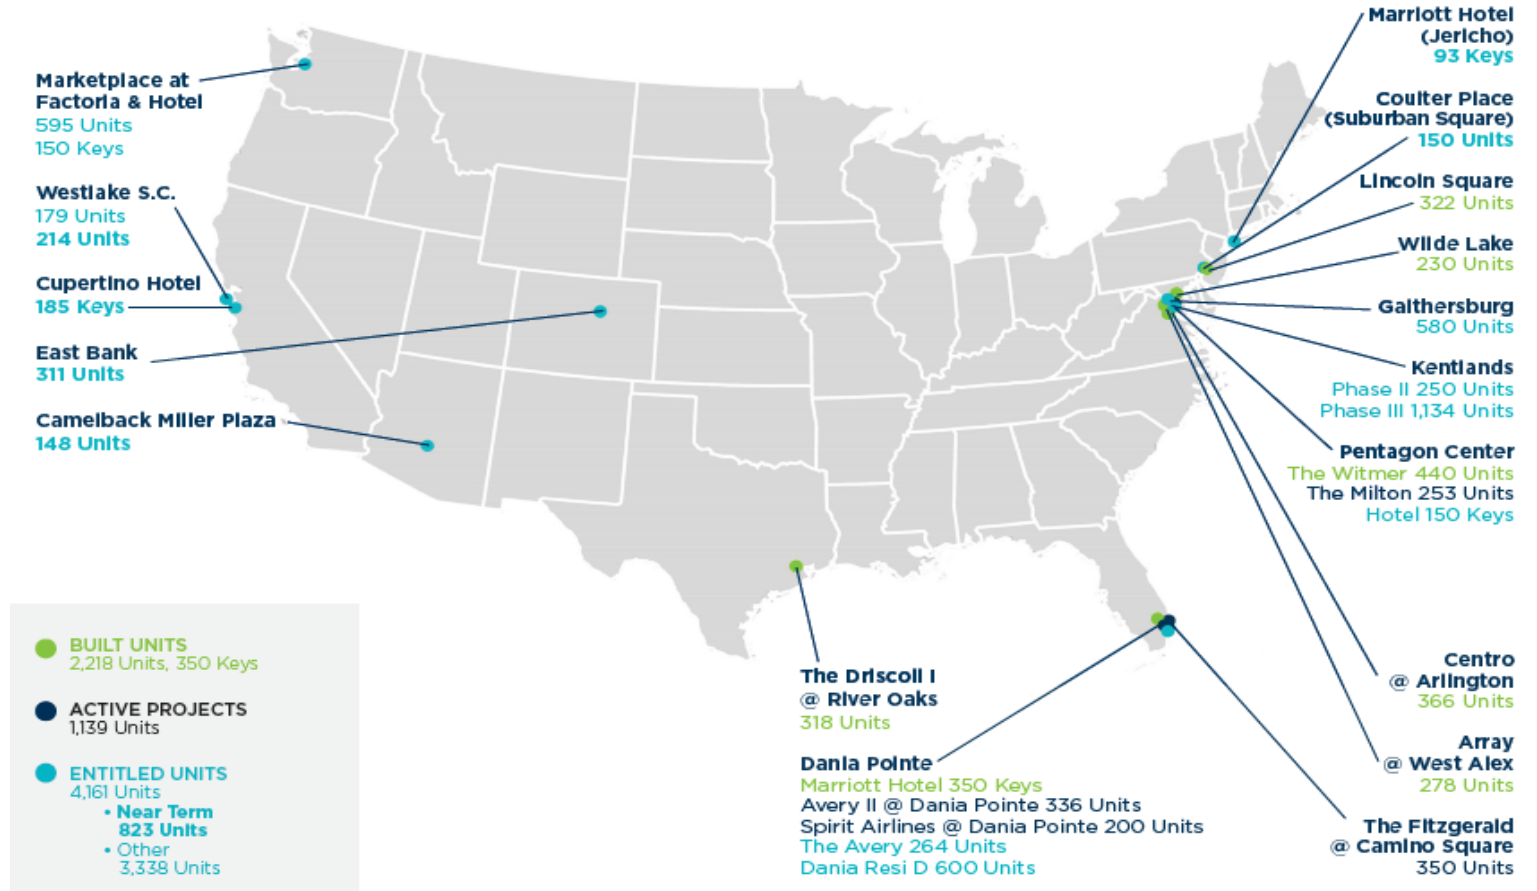 Marketplace at
Factoria & Hotel
595 Units
150 Keys
Westlake S.C.
179 Units
214 Units
Cupertino Hotel
185 Keys
East Bank
311 Units
Camelback Miller Plaza
148 Units
Marriott Hotel
(Jericho)
93 Keys
Coulter Place
(Suburban Square)
150 Units
Lincoln Square
322 Units
Wilde Lake
230 Units
Gaithersburg
580 Units
Kentlands
Phase II 250 Units
Phase III 1,134 Units
Pentagon Center
The Witmer 440 Units
The Milton 253 Units
Hotel 150 Keys
Centro
@ Arlington
366 Units
Array
@ West Alex
278 Units
The Fitzgerald
@ Camino Square
350 Units
The Driscoll I
@ River Oaks
318 Units
Dania Pointe
Marriott Hotel 350 Keys
Avery II @ Dania Pointe 336 Units
Spirit Airlines @ Dania Pointe 200 Units
The Avery 264 Units
Dania Resi D 600 Units
BUILT UNITS
2,218 Units, 350 Keys
ACTIVE PROJECTS
1,139 Units
ENTITLED UNITS
4,161 Units
• Near Term
823 Units
• Other
3,338 Units